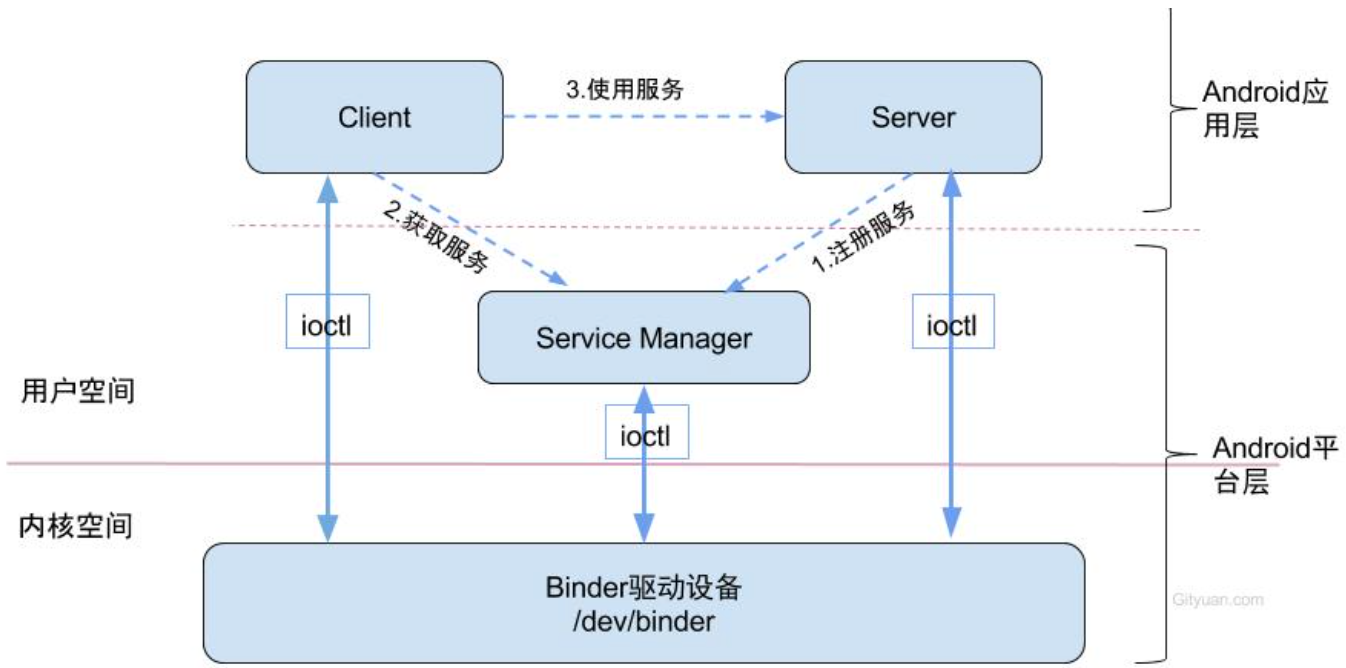 3.使用服务
Client
Server
Android应
用层
2.获取服务
1.注册服务
ioctl
ioctl
Service Manager
用户空间
ioctl
Android平
台层
内核空间
Binder驱动设备
/dev/binder
Gityuan.com